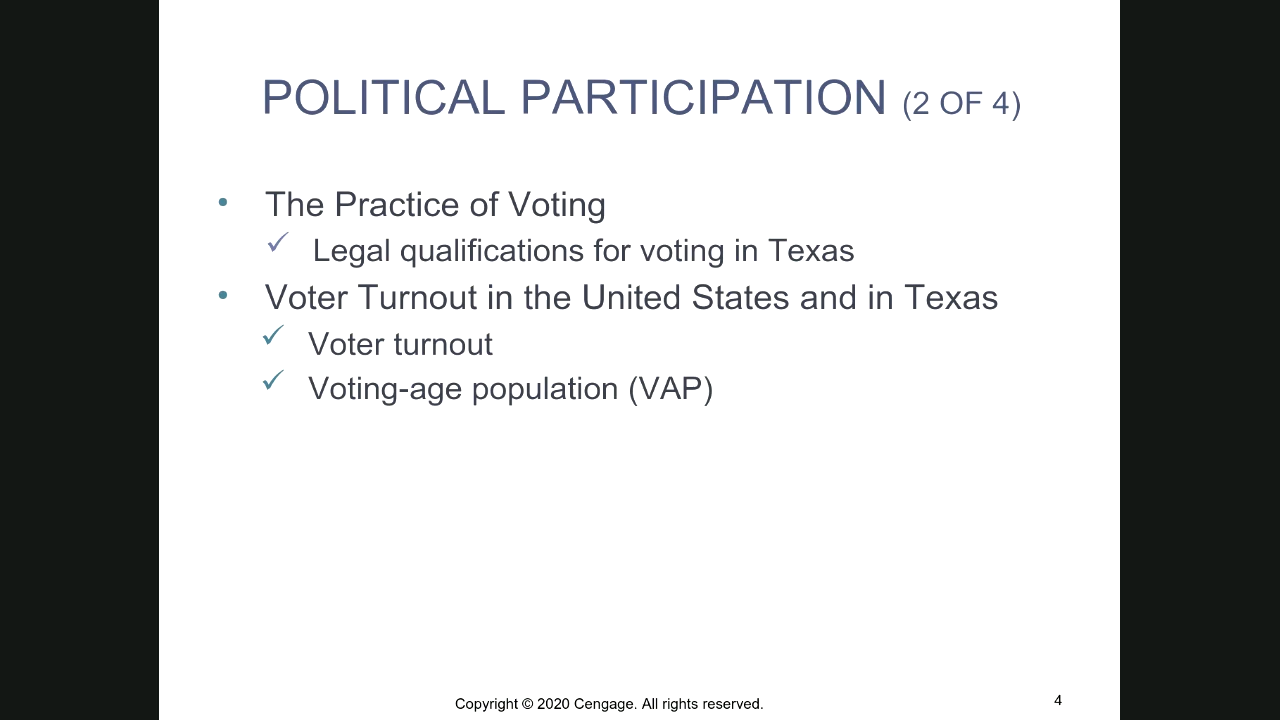 POLITICAL PARTICIPATION (2 OF 4)
• The Practice of Voting
✓ Legal qualifications for voting in Texas
• Voter Turnout in the United States and in Texas
✓ Voter turnout
✓ Voting-age population (VAP)
Copyright © 2020 Cengage. All rights reserved.
4